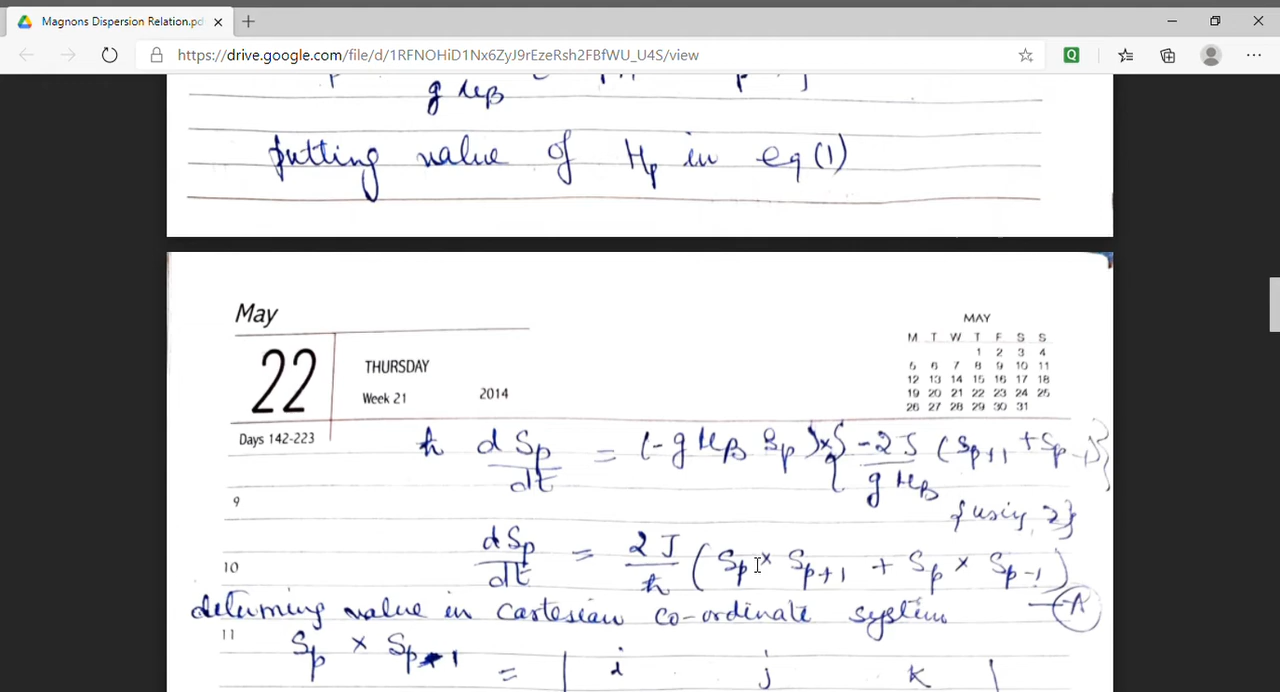 Magnons Dispersion Relation.pd
https://drive.google.com/file/d/1RFNOHiD1Nx6ZyJ9rEzeRsh2FBfWU_U4S/view
g μB
putting value of Hp in eq (1)
May
22
THURSDAY
Week 21 2014
Days 142-223
MAY
M T W T F S S
1 2 3 4
5 6 7 8 9 10 11
12 13 14 15 16 17 18
19 20 21 22 23 24 25
26 27 28 29 30 31
ħ dSp/dt = (-g μB Sp) × { -2J/g μB (Sp+1 + Sp-1)}
{using 2}
9
dSp/dt = 2J/ħ (Sp × Sp+1 + Sp × Sp-1) —(A)
10
determing value in Cartesian co-ordinate system
11
Sp × Sp-1 = | i j k |